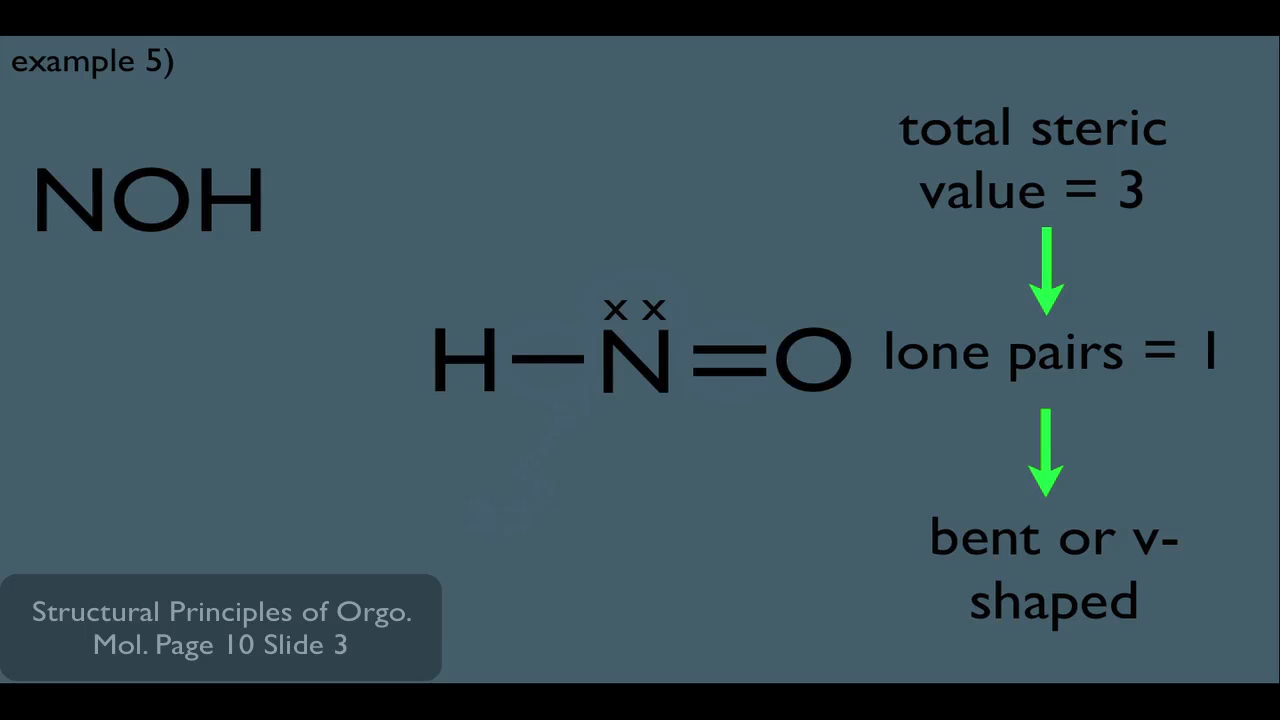 example 5)
NOH
total steric
value = 3
x x
H — N = O
lone pairs = 1
bent or v-
shaped
Structural Principles of Orgo.
Mol. Page 10 Slide 3